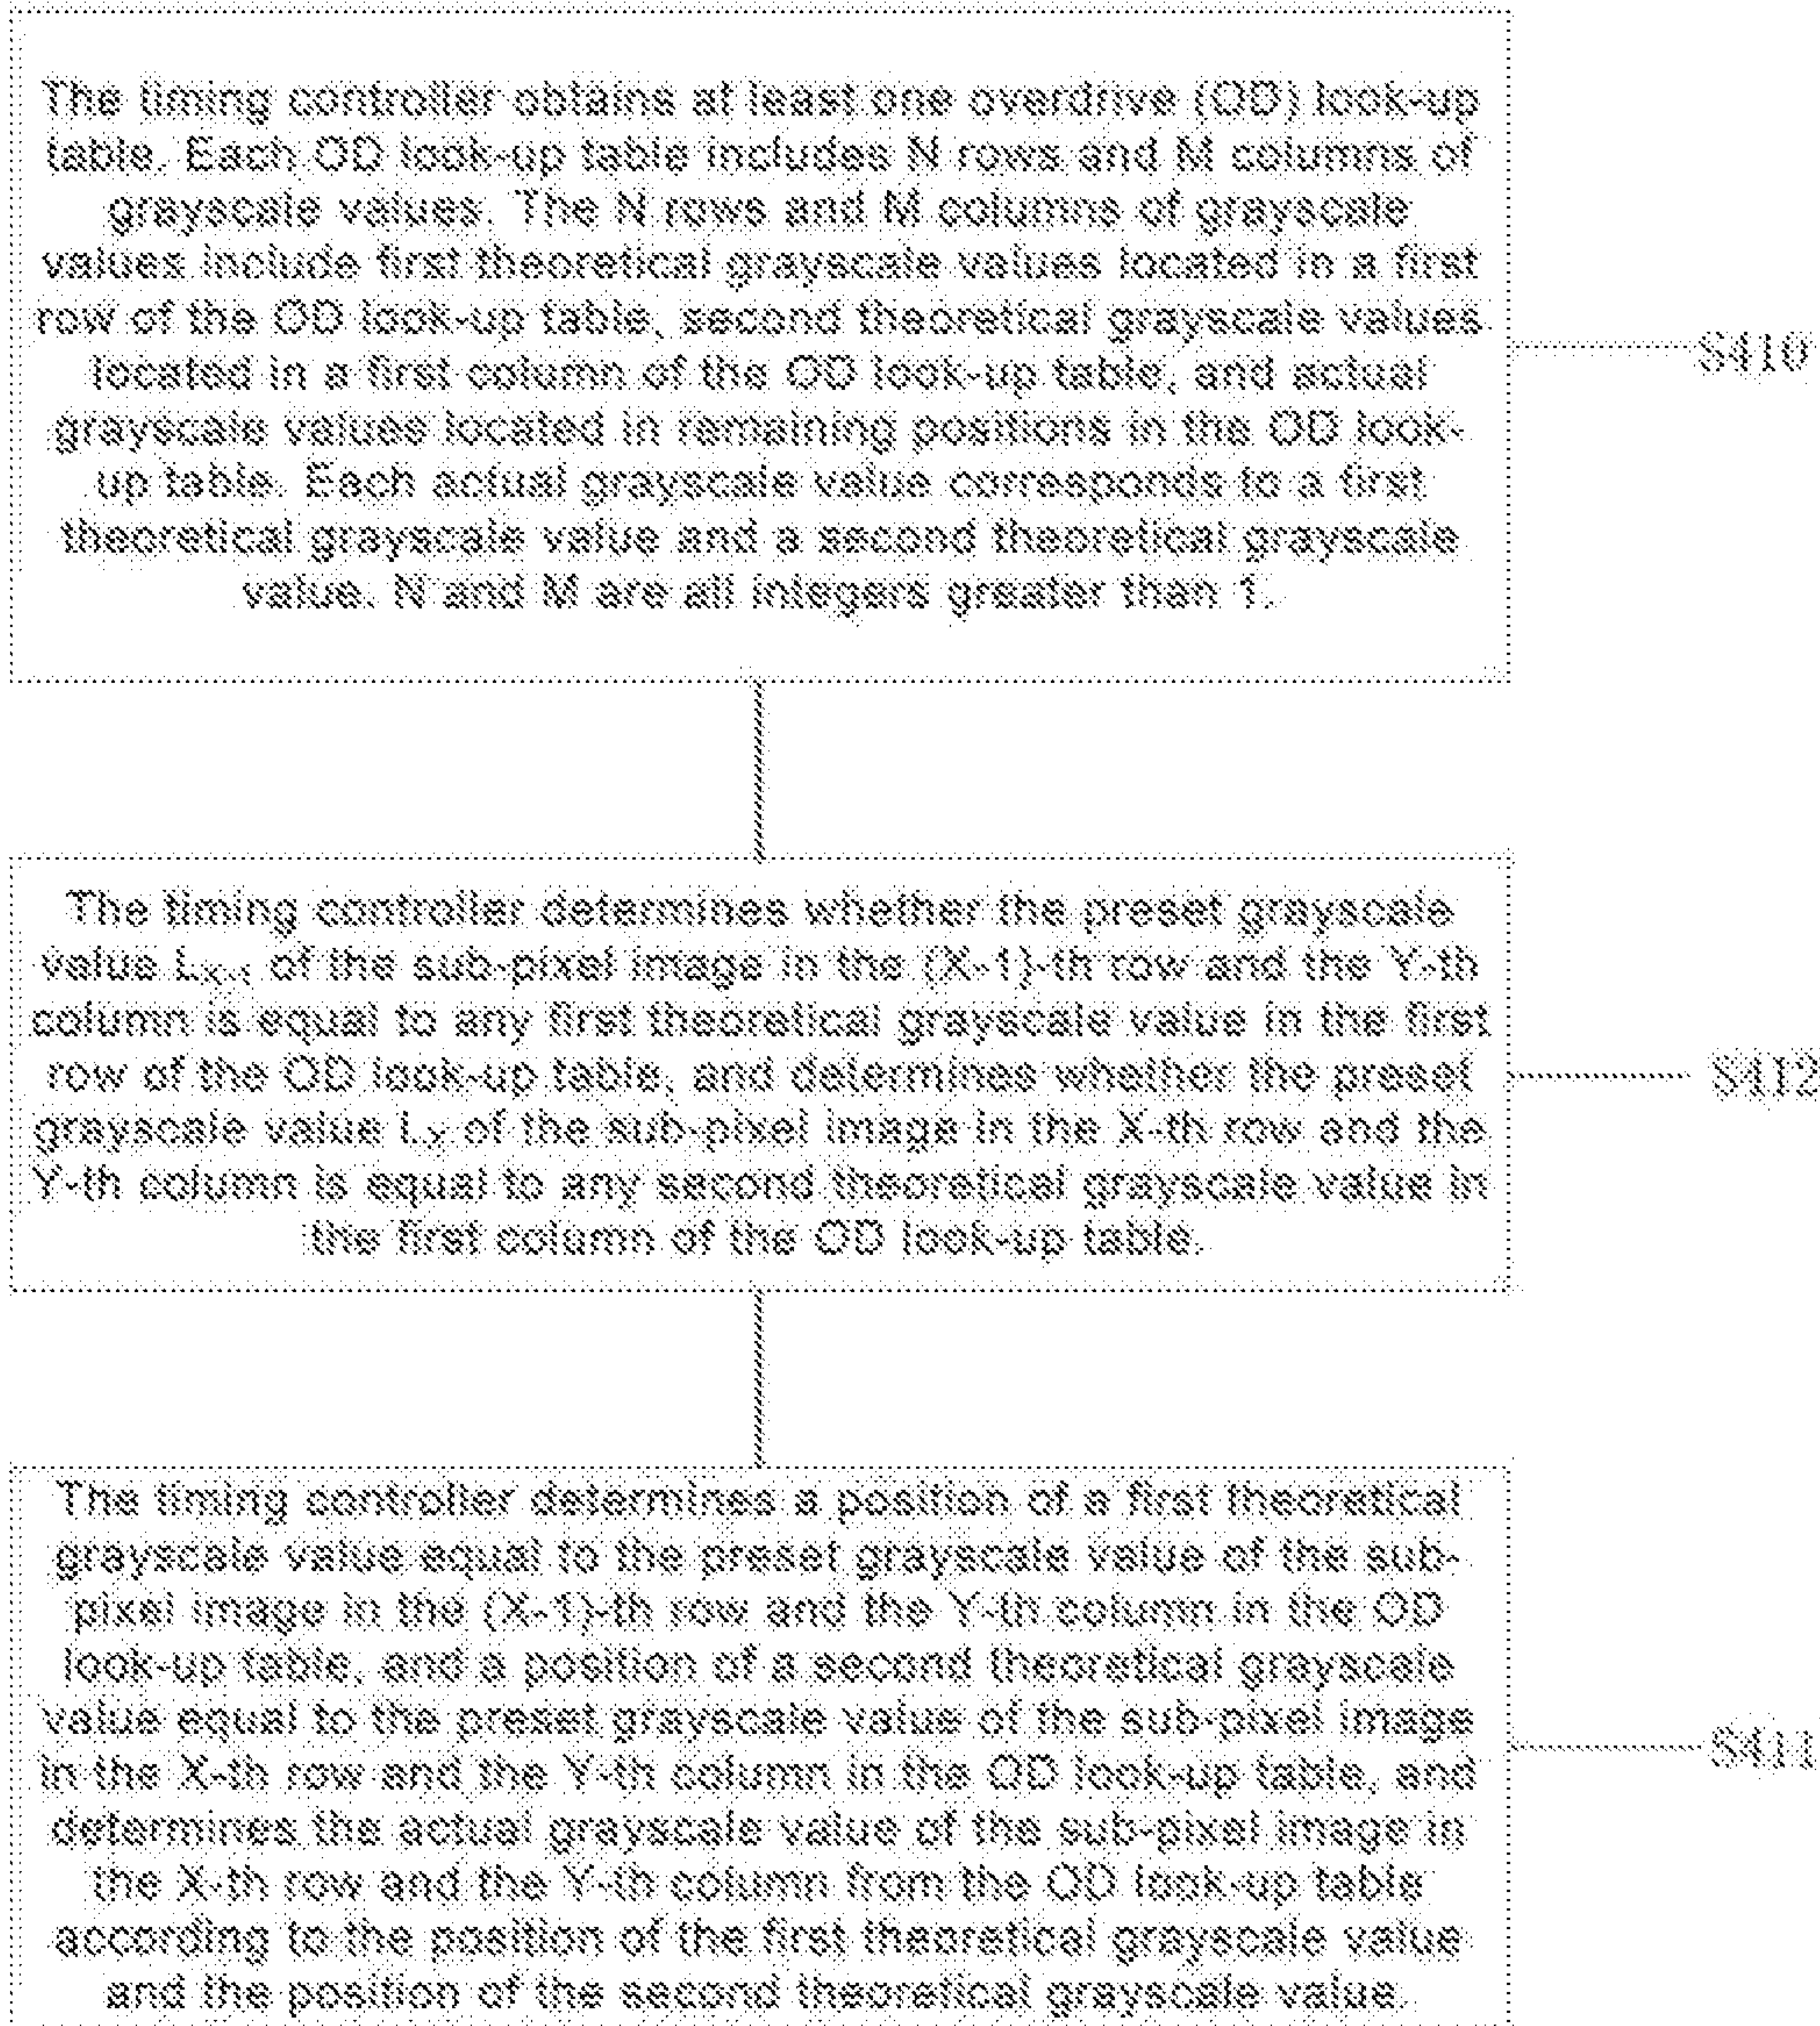 The timing controller obtains at least one overdrive (OD) look-up
table. Each OD look-up table includes N rows and M columns of
grayscale values. The N rows and M columns of grayscale
values include first theoretical grayscale values located in a first
row of the OD look-up table, second theoretical grayscale values
located in a first column of the OD look-up table, and actual
grayscale values located in remaining positions in the OD look-
up table. Each actual grayscale value corresponds to a first
theoretical grayscale value and a second theoretical grayscale
value. N and M are all integers greater than 1.
S410
The timing controller determines whether the preset grayscale
value LX-1 of the sub-pixel image in the (X-1)-th row and the Y-th
column is equal to any first theoretical grayscale value in the first
row of the OD look-up table, and determines whether the preset
grayscale value LX of the sub-pixel image in the X-th row and the
Y-th column is equal to any second theoretical grayscale value in
the first column of the OD look-up table.
S412
The timing controller determines a position of a first theoretical
grayscale value equal to the preset grayscale value of the sub-
pixel image in the (X-1)-th row and the Y-th column in the OD
look-up table, and a position of a second theoretical grayscale
value equal to the preset grayscale value of the sub-pixel image
in the X-th row and the Y-th column in the OD look-up table, and
determines the actual grayscale value of the sub-pixel image in
the X-th row and the Y-th column from the OD look-up table
according to the position of the first theoretical grayscale value
and the position of the second theoretical grayscale value.
S411